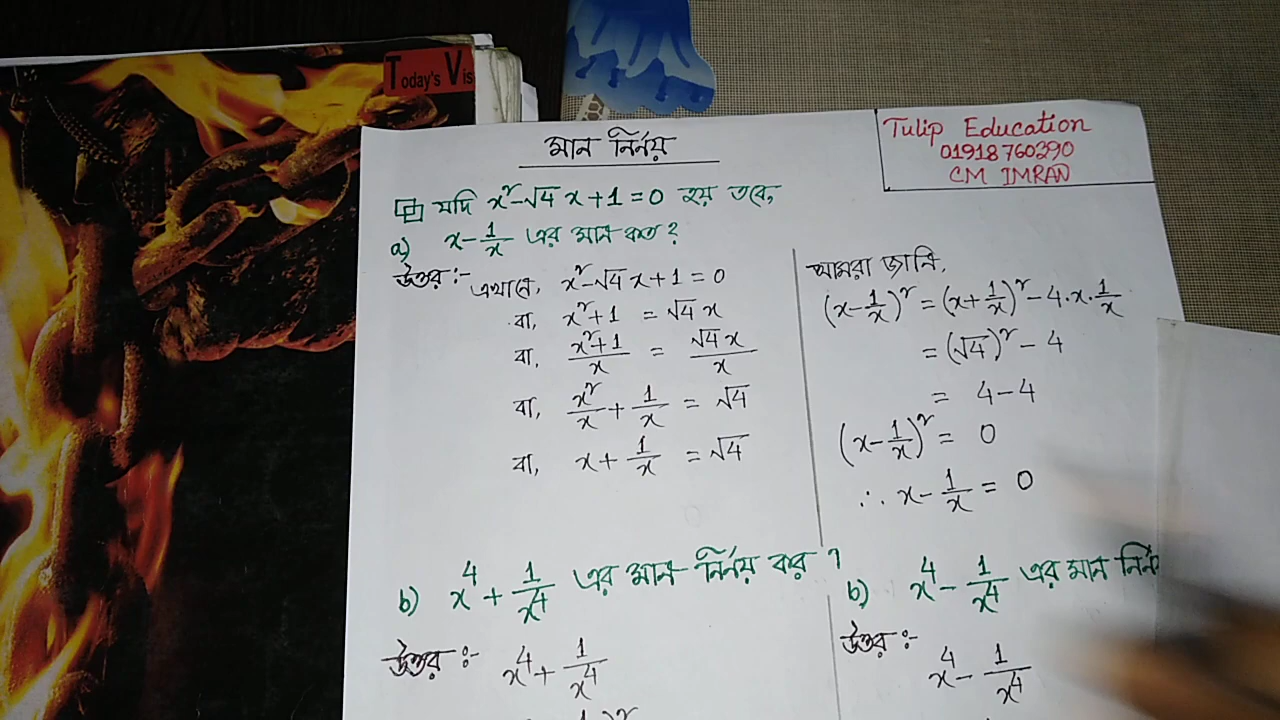 Today's Vis
মান নির্নয়
Tulip Education
01918760390
CM IMRAN
যদি x²-√4 x+1=0 হয় তবে,
a) x-1/x এর মান কত?
উত্তর:- এখানে, x²-√4x+1=0
বা, x²+1 = √4 x
বা, x²+1/x = √4 x/x
বা, x²/x + 1/x = √4
বা, x + 1/x = √4
আমরা জানি,
(x-1/x)² = (x+1/x)² - 4.x.1/x
= (√4)² - 4
= 4-4
(x-1/x)² = 0
∴ x - 1/x = 0
b) x⁴ + 1/x⁴ এর মান নির্নয় কর ?
উত্তর:- x⁴ + 1/x⁴
b) x⁴ - 1/x⁴ এর মান
উত্তর:- x⁴ - 1/x⁴